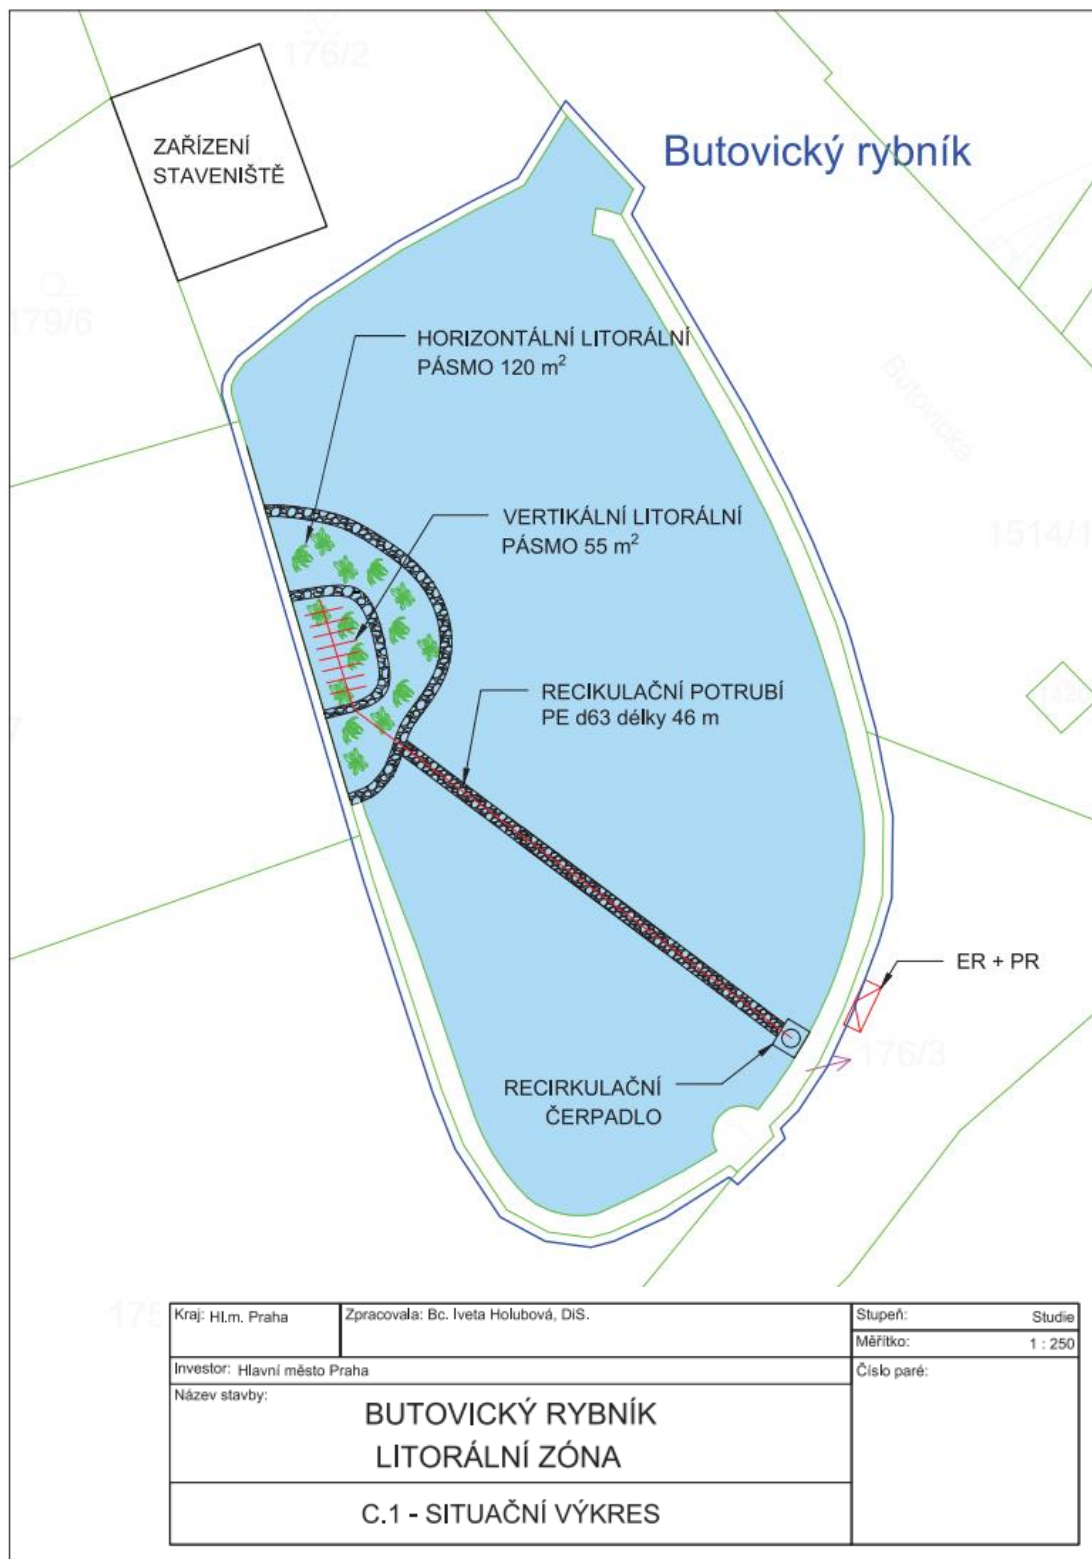 176/2
Butovický rybník
ZAŘÍZENÍ
STAVENIŠTĚ
179/6
HORIZONTÁLNÍ LITORÁLNÍ
PÁSMO 120 m²
Butovická
VERTIKÁLNÍ LITORÁLNÍ
PÁSMO 55 m²
1514/1
RECIKULAČNÍ POTRUBÍ
PE d63 délky 46 m
ER + PR
176/3
RECIRKULAČNÍ
ČERPADLO
Kraj: Hl.m. Praha
Zpracovala: Bc. Iveta Holubová, DiS.
Stupeň: Studie
Měřítko: 1 : 250
Investor: Hlavní město Praha
Číslo paré:
Název stavby:
BUTOVICKÝ RYBNÍK
LITORÁLNÍ ZÓNA
C.1 - SITUAČNÍ VÝKRES